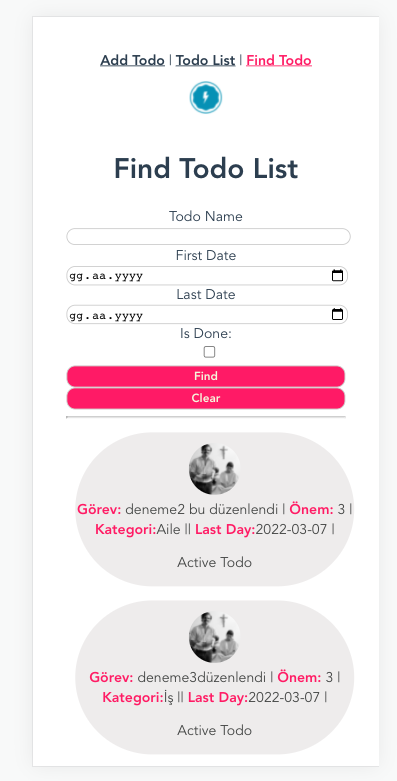 Add Todo | Todo List | Find Todo
Find Todo List
Todo Name
First Date
gg.aa.yyyy
Last Date
gg.aa.yyyy
Is Done:
Find
Clear
Görev: deneme2 bu düzenlendi | Önem: 3 |
Kategori:Aile || Last Day:2022-03-07 |
Active Todo
Görev: deneme3düzenlendi | Önem: 3 |
Kategori:İş || Last Day:2022-03-07 |
Active Todo